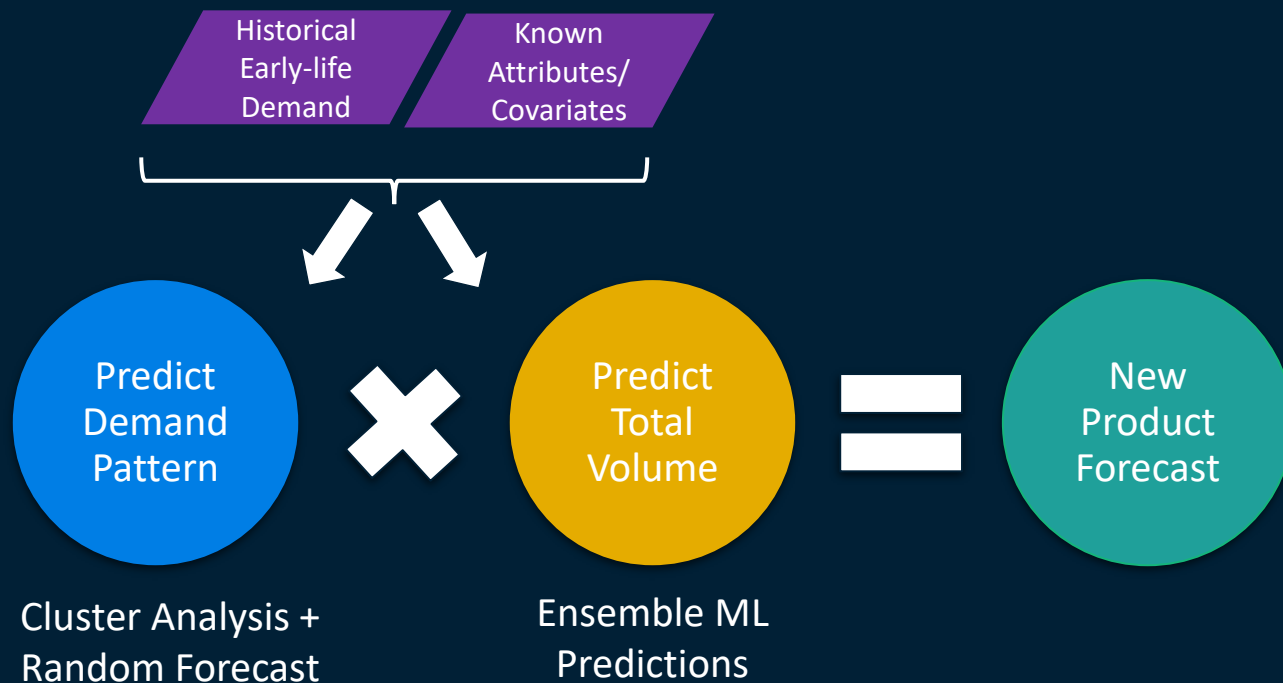 Historical
Early-life
Demand
Known
Attributes/
Covariates
Predict
Demand
Pattern
Predict
Total
Volume
New
Product
Forecast
Cluster Analysis +
Random Forecast
Ensemble ML
Predictions